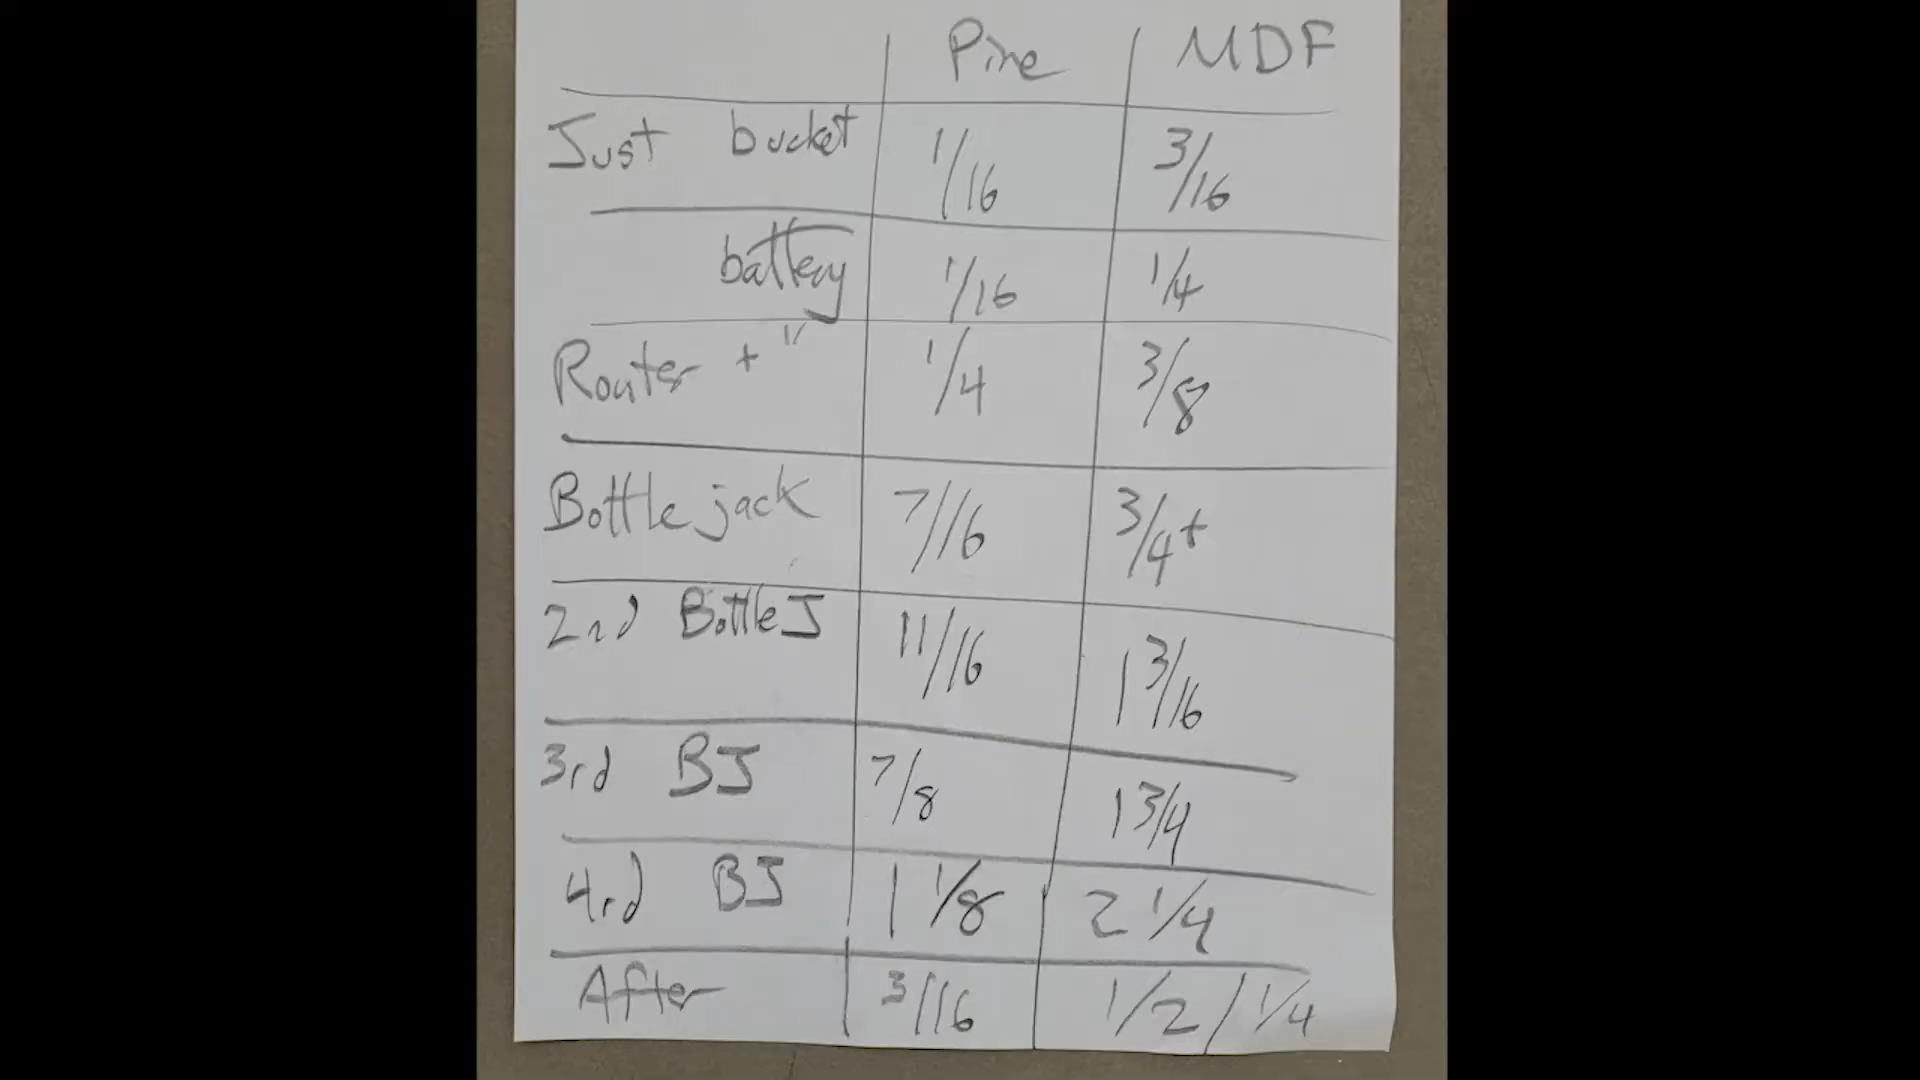 Pine MDF
Just bucket 1/16 3/16
battery 1/16 1/4
Router + 1/4 3/8
Bottle jack 7/16 3/4+
2nd BottleJ 11/16 1 3/16
3rd BJ 7/8 1 3/4
4rd BJ 1 1/8 2 1/4
After 3/16 1/2 / 1/4